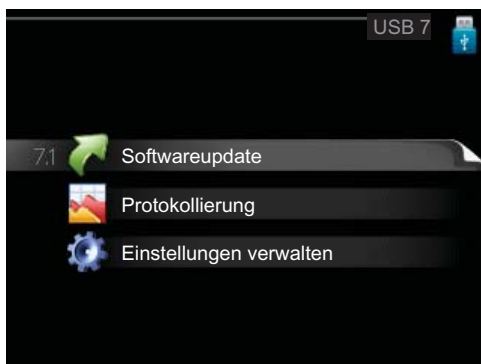 USB 7
7.1 Softwareupdate
Protokollierung
Einstellungen verwalten